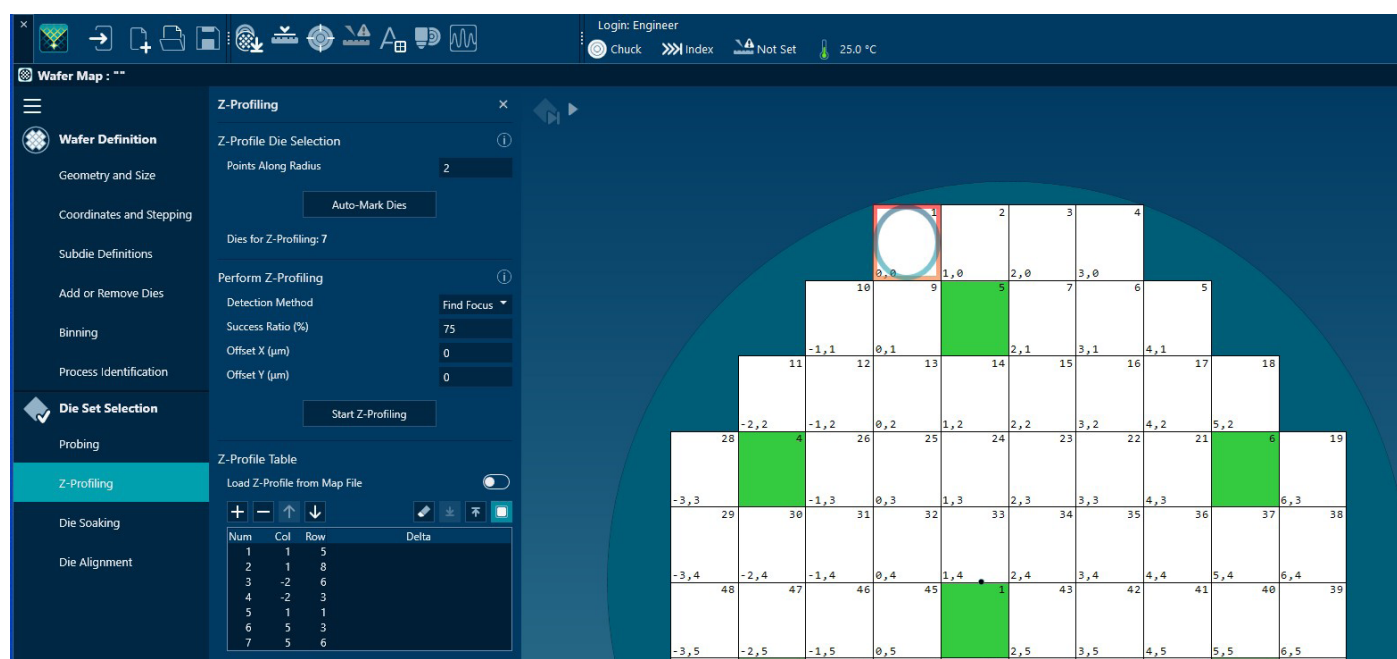 Login: Engineer
Chuck Index Not Set 25.0 °C
Wafer Map : ""
Wafer Definition
Geometry and Size
Coordinates and Stepping
Subdie Definitions
Add or Remove Dies
Binning
Process Identification
Die Set Selection
Probing
Z-Profiling
Die Soaking
Die Alignment
Z-Profiling
Z-Profile Die Selection
Points Along Radius 2
Auto-Mark Dies
Dies for Z-Profiling: 7
Perform Z-Profiling
Detection Method Find Focus
Success Ratio (%) 75
Offset X (µm) 0
Offset Y (µm) 0
Start Z-Profiling
Z-Profile Table
Load Z-Profile from Map File
Num Col Row Delta
1 1 5
2 1 8
3 -2 6
4 -2 3
5 1 1
6 5 3
7 5 6
1 2 3 4
0,0 1,0 2,0 3,0
10 9 5 7 6 5
-1,1 0,1 2,1 3,1 4,1
11 12 13 14 15 16 17 18
-2,2 -1,2 0,2 1,2 2,2 3,2 4,2 5,2
28 4 26 25 24 23 22 21 6 19
-3,3 -1,3 0,3 1,3 2,3 3,3 4,3 6,3
29 30 31 32 33 34 35 36 37 38
-3,4 -2,4 -1,4 0,4 1,4 2,4 3,4 4,4 5,4 6,4
48 47 46 45 1 43 42 41 40 39
-3,5 -2,5 -1,5 0,5 2,5 3,5 4,5 5,5 6,5